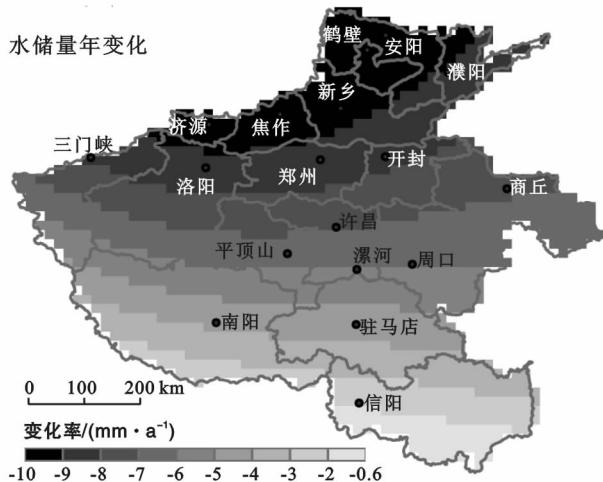 水储量年变化
鹤壁
安阳
濮阳
新乡
济源
焦作
三门峡
洛阳
郑州
开封
商丘
许昌
平顶山
漯河
周口
南阳
驻马店
信阳
0 100 200 km
变化率/(mm·a⁻¹)
-10 -9 -8 -7 -6 -5 -4 -3 -2 -0.6